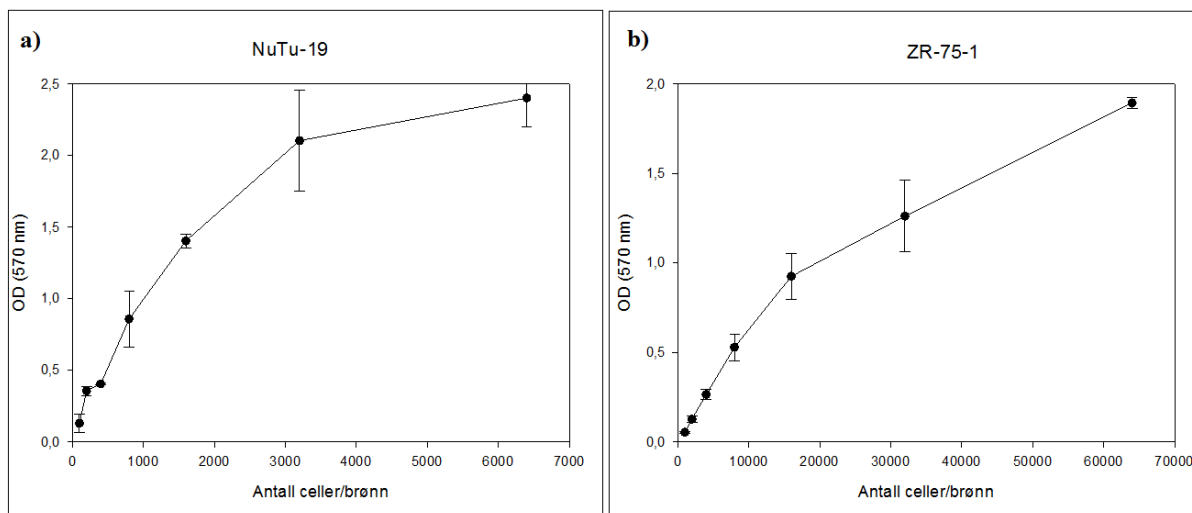 a)
NuTu-19
OD (570 nm)
2,5
2,0
1,5
1,0
0,5
0,0
0 1000 2000 3000 4000 5000 6000 7000
Antall celler/brønn
b)
ZR-75-1
OD (570 nm)
2,0
1,5
1,0
0,5
0,0
0 10000 20000 30000 40000 50000 60000 70000
Antall celler/brønn